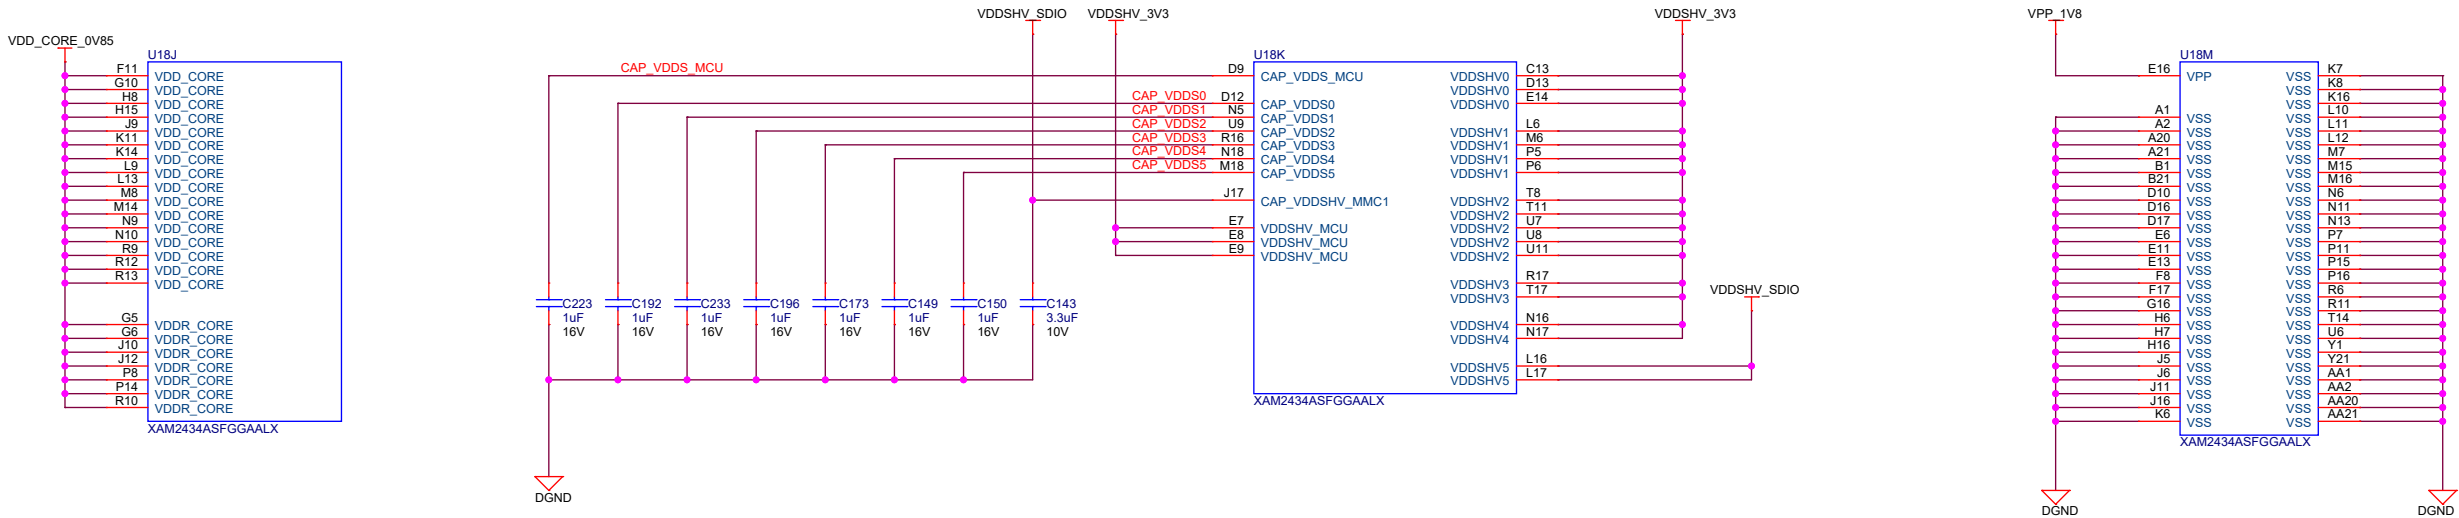 VDD_CORE_0V85
U18J
F11 VDD_CORE
G10 VDD_CORE
H8 VDD_CORE
H15 VDD_CORE
J9 VDD_CORE
K11 VDD_CORE
K14 VDD_CORE
L9 VDD_CORE
L13 VDD_CORE
M8 VDD_CORE
M14 VDD_CORE
N9 VDD_CORE
N10 VDD_CORE
R9 VDD_CORE
R12 VDD_CORE
R13 VDD_CORE
G5 VDDR_CORE
G6 VDDR_CORE
J10 VDDR_CORE
J12 VDDR_CORE
P8 VDDR_CORE
P14 VDDR_CORE
R10 VDDR_CORE
XAM2434ASFGGAALX
VDDSHV_SDIO VDDSHV_3V3
VDDSHV_3V3
U18K
CAP_VDDS_MCU D9 CAP_VDDS_MCU
CAP_VDDS0 D12 CAP_VDDS0
CAP_VDDS1 N5 CAP_VDDS1
CAP_VDDS2 U9 CAP_VDDS2
CAP_VDDS3 R16 CAP_VDDS3
CAP_VDDS4 N18 CAP_VDDS4
CAP_VDDS5 M18 CAP_VDDS5
J17 CAP_VDDSHV_MMC1
E7 VDDSHV_MCU
E8 VDDSHV_MCU
E9 VDDSHV_MCU
VDDSHV0 C13
VDDSHV0 D13
VDDSHV0 E14
VDDSHV1 L6
VDDSHV1 M6
VDDSHV1 P5
VDDSHV1 P6
VDDSHV2 T8
VDDSHV2 T11
VDDSHV2 U7
VDDSHV2 U8
VDDSHV2 U11
VDDSHV3 R17
VDDSHV3 T17
VDDSHV4 N16
VDDSHV4 N17
VDDSHV5 L16
VDDSHV5 L17
XAM2434ASFGGAALX
VDDSHV_SDIO
C223
1uF
16V
C192
1uF
16V
C233
1uF
16V
C196
1uF
16V
C173
1uF
16V
C149
1uF
16V
C150
1uF
16V
C143
3.3uF
10V
DGND
VPP_1V8
U18M
E16 VPP
A1 VSS
A2 VSS
A20 VSS
A21 VSS
B1 VSS
B21 VSS
D10 VSS
D16 VSS
D17 VSS
E6 VSS
E11 VSS
E13 VSS
F8 VSS
F17 VSS
G16 VSS
H6 VSS
H7 VSS
H16 VSS
J5 VSS
J6 VSS
J11 VSS
J16 VSS
K6 VSS
VSS K7
VSS K8
VSS K16
VSS L10
VSS L11
VSS L12
VSS M7
VSS M15
VSS M16
VSS N6
VSS N11
VSS N13
VSS P7
VSS P11
VSS P15
VSS P16
VSS R6
VSS R11
VSS T14
VSS U6
VSS Y1
VSS Y21
VSS AA1
VSS AA2
VSS AA20
VSS AA21
XAM2434ASFGGAALX
DGND
DGND